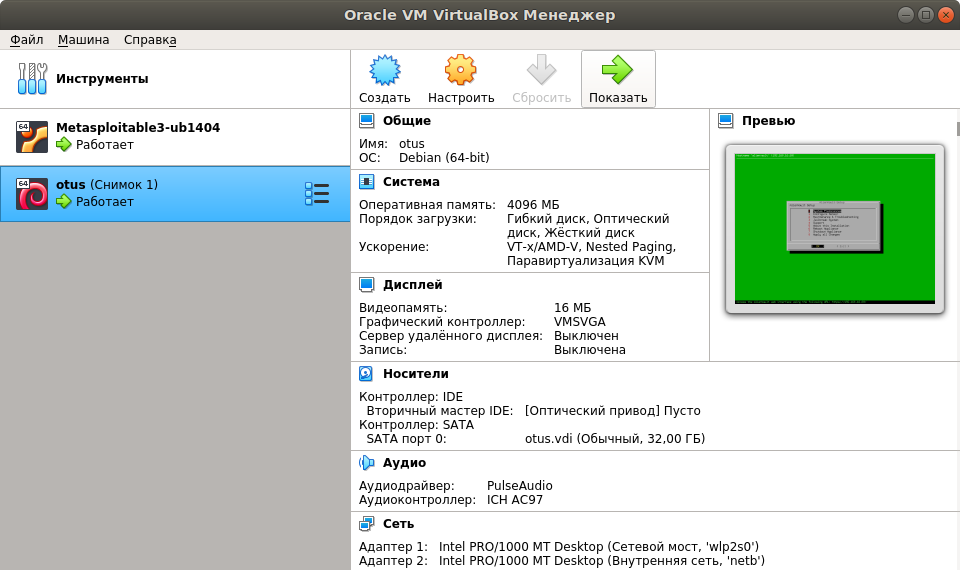 Oracle VM VirtualBox Менеджер
Файл Машина Справка
Инструменты
Создать Настроить Сбросить Показать
64
Metasploitable3-ub1404
Работает
64
otus (Снимок 1)
Работает
Общие
Имя: otus
ОС: Debian (64-bit)
Система
Оперативная память: 4096 МБ
Порядок загрузки: Гибкий диск, Оптический
диск, Жёсткий диск
Ускорение: VT-x/AMD-V, Nested Paging,
Паравиртуализация KVM
Дисплей
Видеопамять: 16 МБ
Графический контроллер: VMSVGA
Сервер удалённого дисплея: Выключен
Запись: Выключена
Превью
Носители
Контроллер: IDE
Вторичный мастер IDE: [Оптический привод] Пусто
Контроллер: SATA
SATA порт 0: otus.vdi (Обычный, 32,00 ГБ)
Аудио
Аудиодрайвер: PulseAudio
Аудиоконтроллер: ICH AC97
Сеть
Адаптер 1: Intel PRO/1000 MT Desktop (Сетевой мост, 'wlp2s0')
Адаптер 2: Intel PRO/1000 MT Desktop (Внутренняя сеть, 'netb')